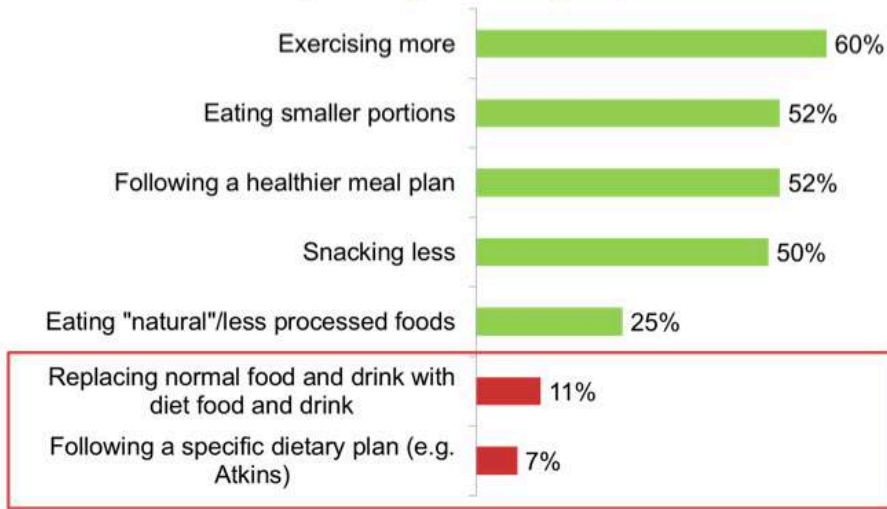 Exercising more
60%
Eating smaller portions
52%
Following a healthier meal plan
52%
Snacking less
50%
Eating "natural"/less processed foods
25%
Replacing normal food and drink with
diet food and drink
11%
Following a specific dietary plan (e.g.
Atkins)
7%